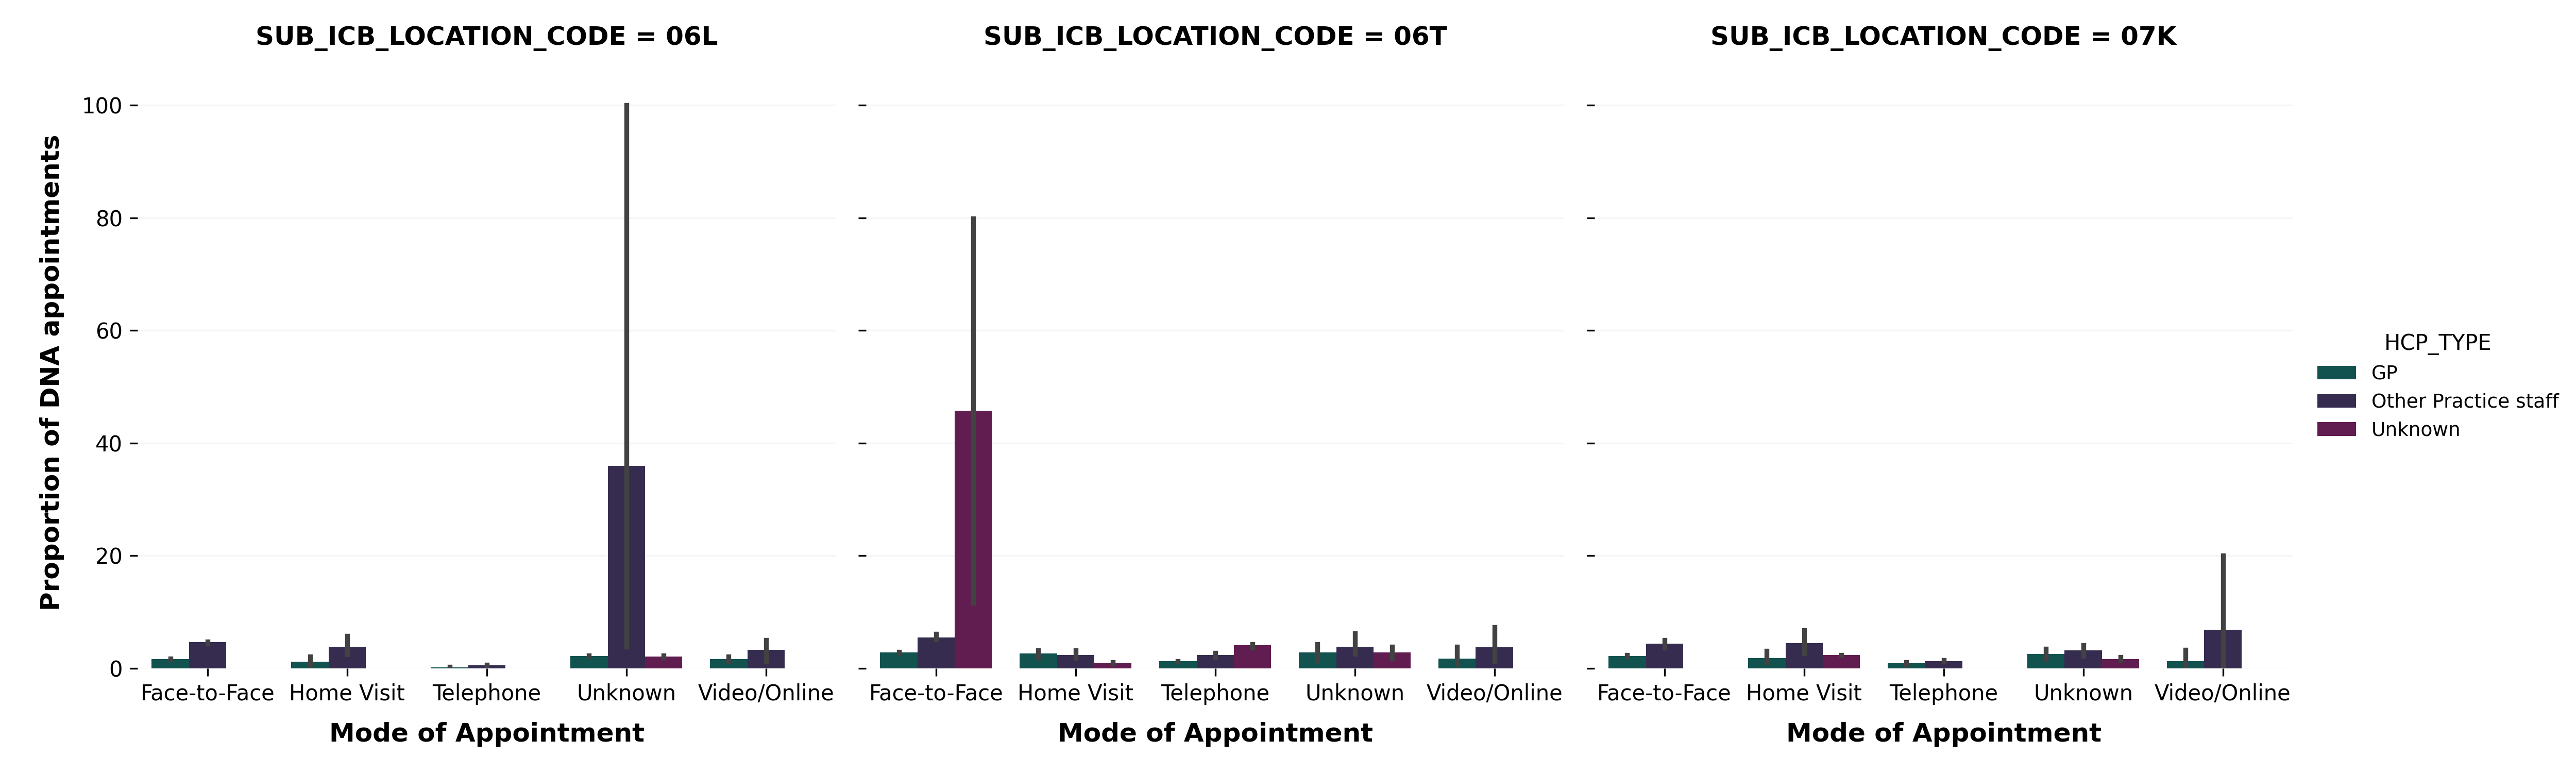 SUB_ICB_LOCATION_CODE = 06L
SUB_ICB_LOCATION_CODE = 06T
SUB_ICB_LOCATION_CODE = 07K
Proportion of DNA appointments
100
80
60
40
20
0
Face-to-Face Home Visit Telephone Unknown Video/Online
Mode of Appointment
Face-to-Face Home Visit Telephone Unknown Video/Online
Mode of Appointment
Face-to-Face Home Visit Telephone Unknown Video/Online
Mode of Appointment
HCP_TYPE
GP
Other Practice staff
Unknown